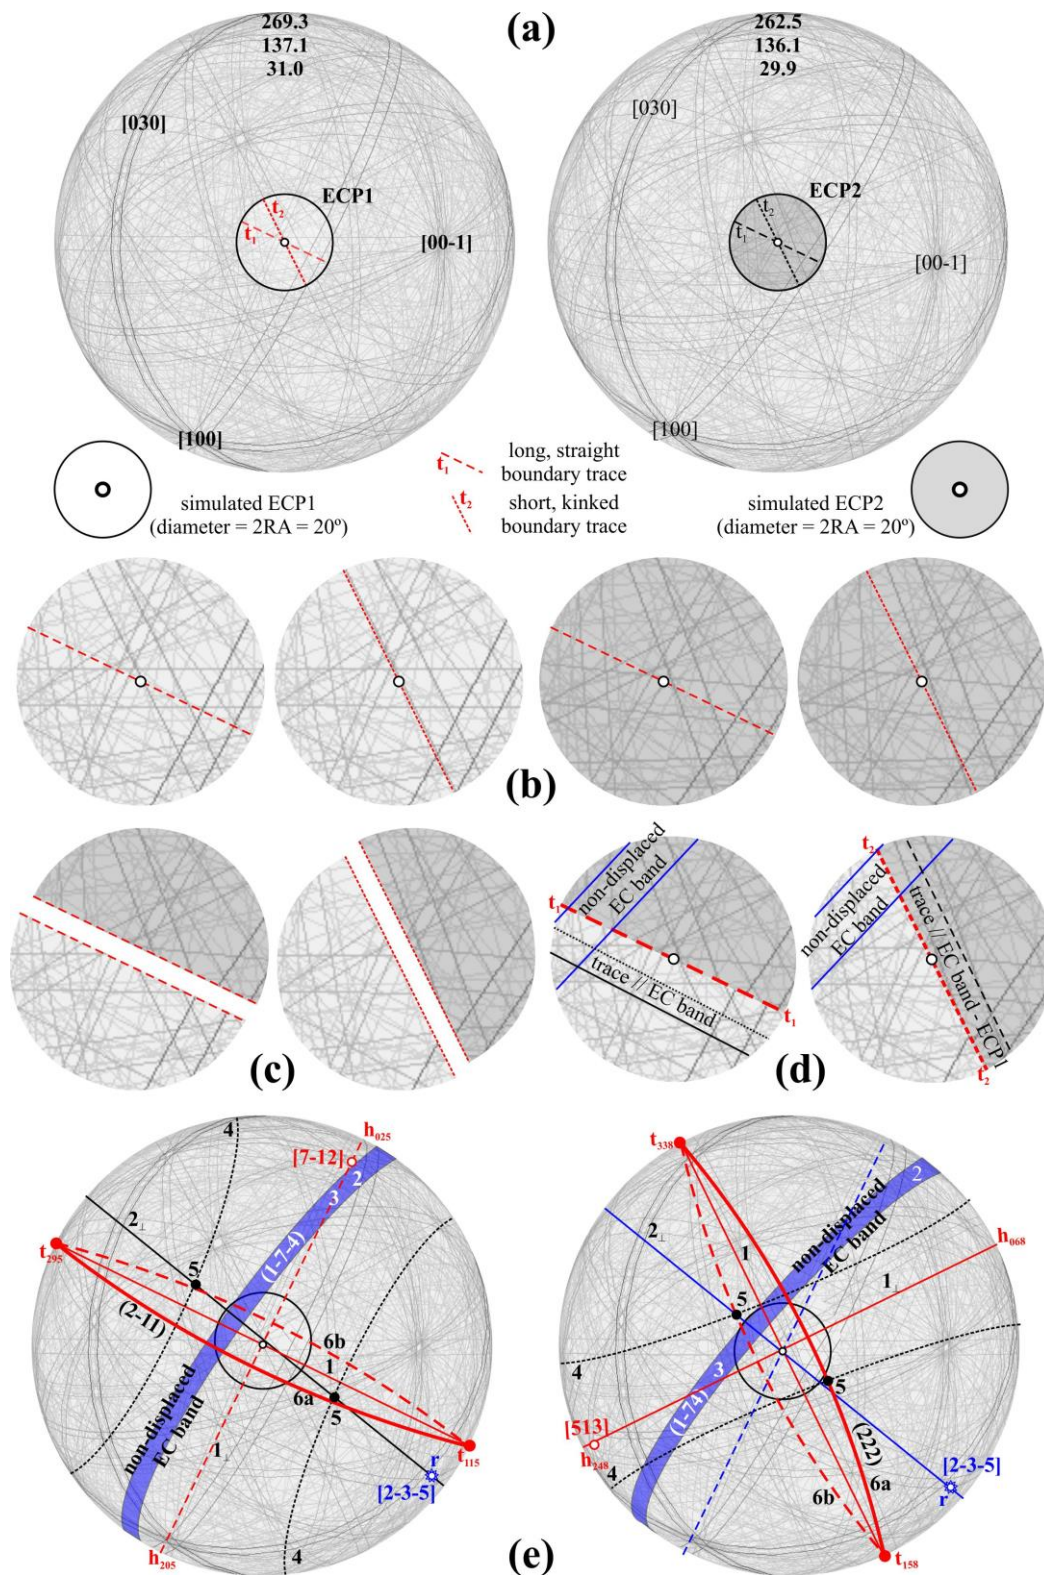 (a)
269.3
137.1
31.0
[030]
ECP1
t2
t1
[00-1]
[100]
262.5
136.1
29.9
[030]
ECP2
t2
t1
[00-1]
[100]
simulated ECP1
(diameter = 2RA = 20º)
t1
long, straight
boundary trace
t2
short, kinked
boundary trace
simulated ECP2
(diameter = 2RA = 20º)
(b)
(c)
non-displaced
EC band
t1
trace // EC band
t1
(d)
t2
non-displaced
EC band
trace // EC band - ECP1
t2
4
h025
[7-12]
2
3
2⊥
(1-7-4)
t295
5
(2-11)
6b
1
6a
5
non-displaced
EC band
1⊥
r
t115
[2-3-5]
4
h205
(e)
t338
2
non-displaced
EC band
2⊥
1
h068
5
1⊥
4
3
5
[513]
(1-74)
h248
4
(222)
6a
6b
[2-3-5]
r
t158